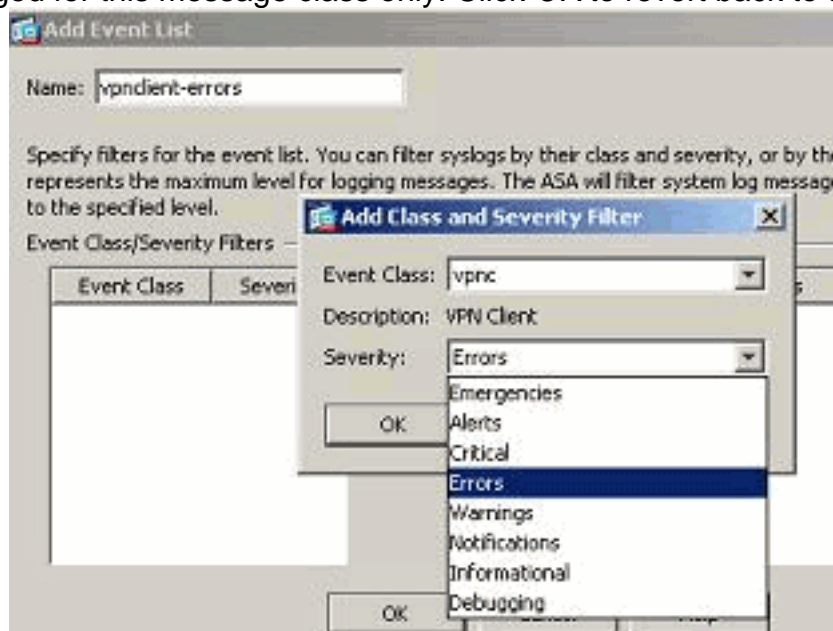 Add Event List
Name: vpnclient-errors
Specify filters for the event list. You can filter syslogs by their class and severity, or by the
represents the maximum level for logging messages. The ASA will filter system log message
to the specified level.
Event Class/Severity Filters
Event Class Severi
Add Class and Severity Filter
Event Class: vpnc
Description: VPN Client
Severity: Errors
Emergencies
Alerts
Critical
Errors
Warnings
Notifications
Informational
Debugging
OK
OK